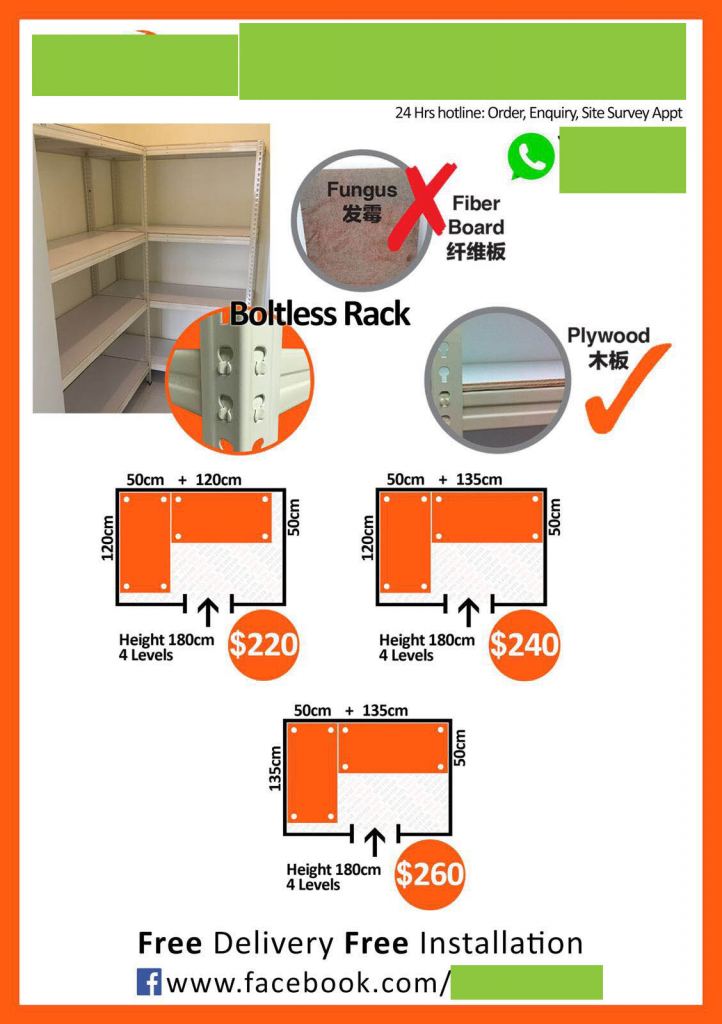 24 Hrs hotline: Order, Enquiry, Site Survey Appt
Fungus
发霉
Fiber
Board
纤维板
Boltless Rack
Plywood
木板
50cm + 120cm
120cm
50cm
Height 180cm
4 Levels
$220
50cm + 135cm
120cm
50cm
Height 180cm
4 Levels
$240
50cm + 135cm
135cm
50cm
Height 180cm
4 Levels
$260
Free Delivery Free Installation
www.facebook.com/